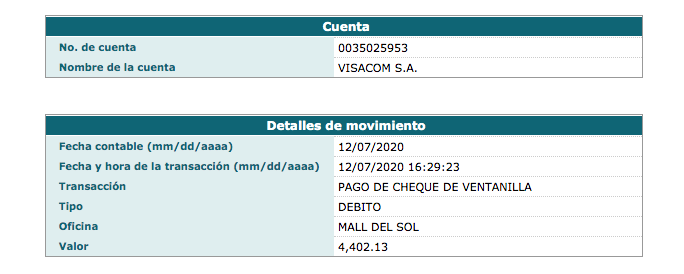 Cuenta
No. de cuenta 0035025953
Nombre de la cuenta VISACOM S.A.
Detalles de movimiento
Fecha contable (mm/dd/aaaa) 12/07/2020
Fecha y hora de la transacción (mm/dd/aaaa) 12/07/2020 16:29:23
Transacción PAGO DE CHEQUE DE VENTANILLA
Tipo DEBITO
Oficina MALL DEL SOL
Valor 4,402.13